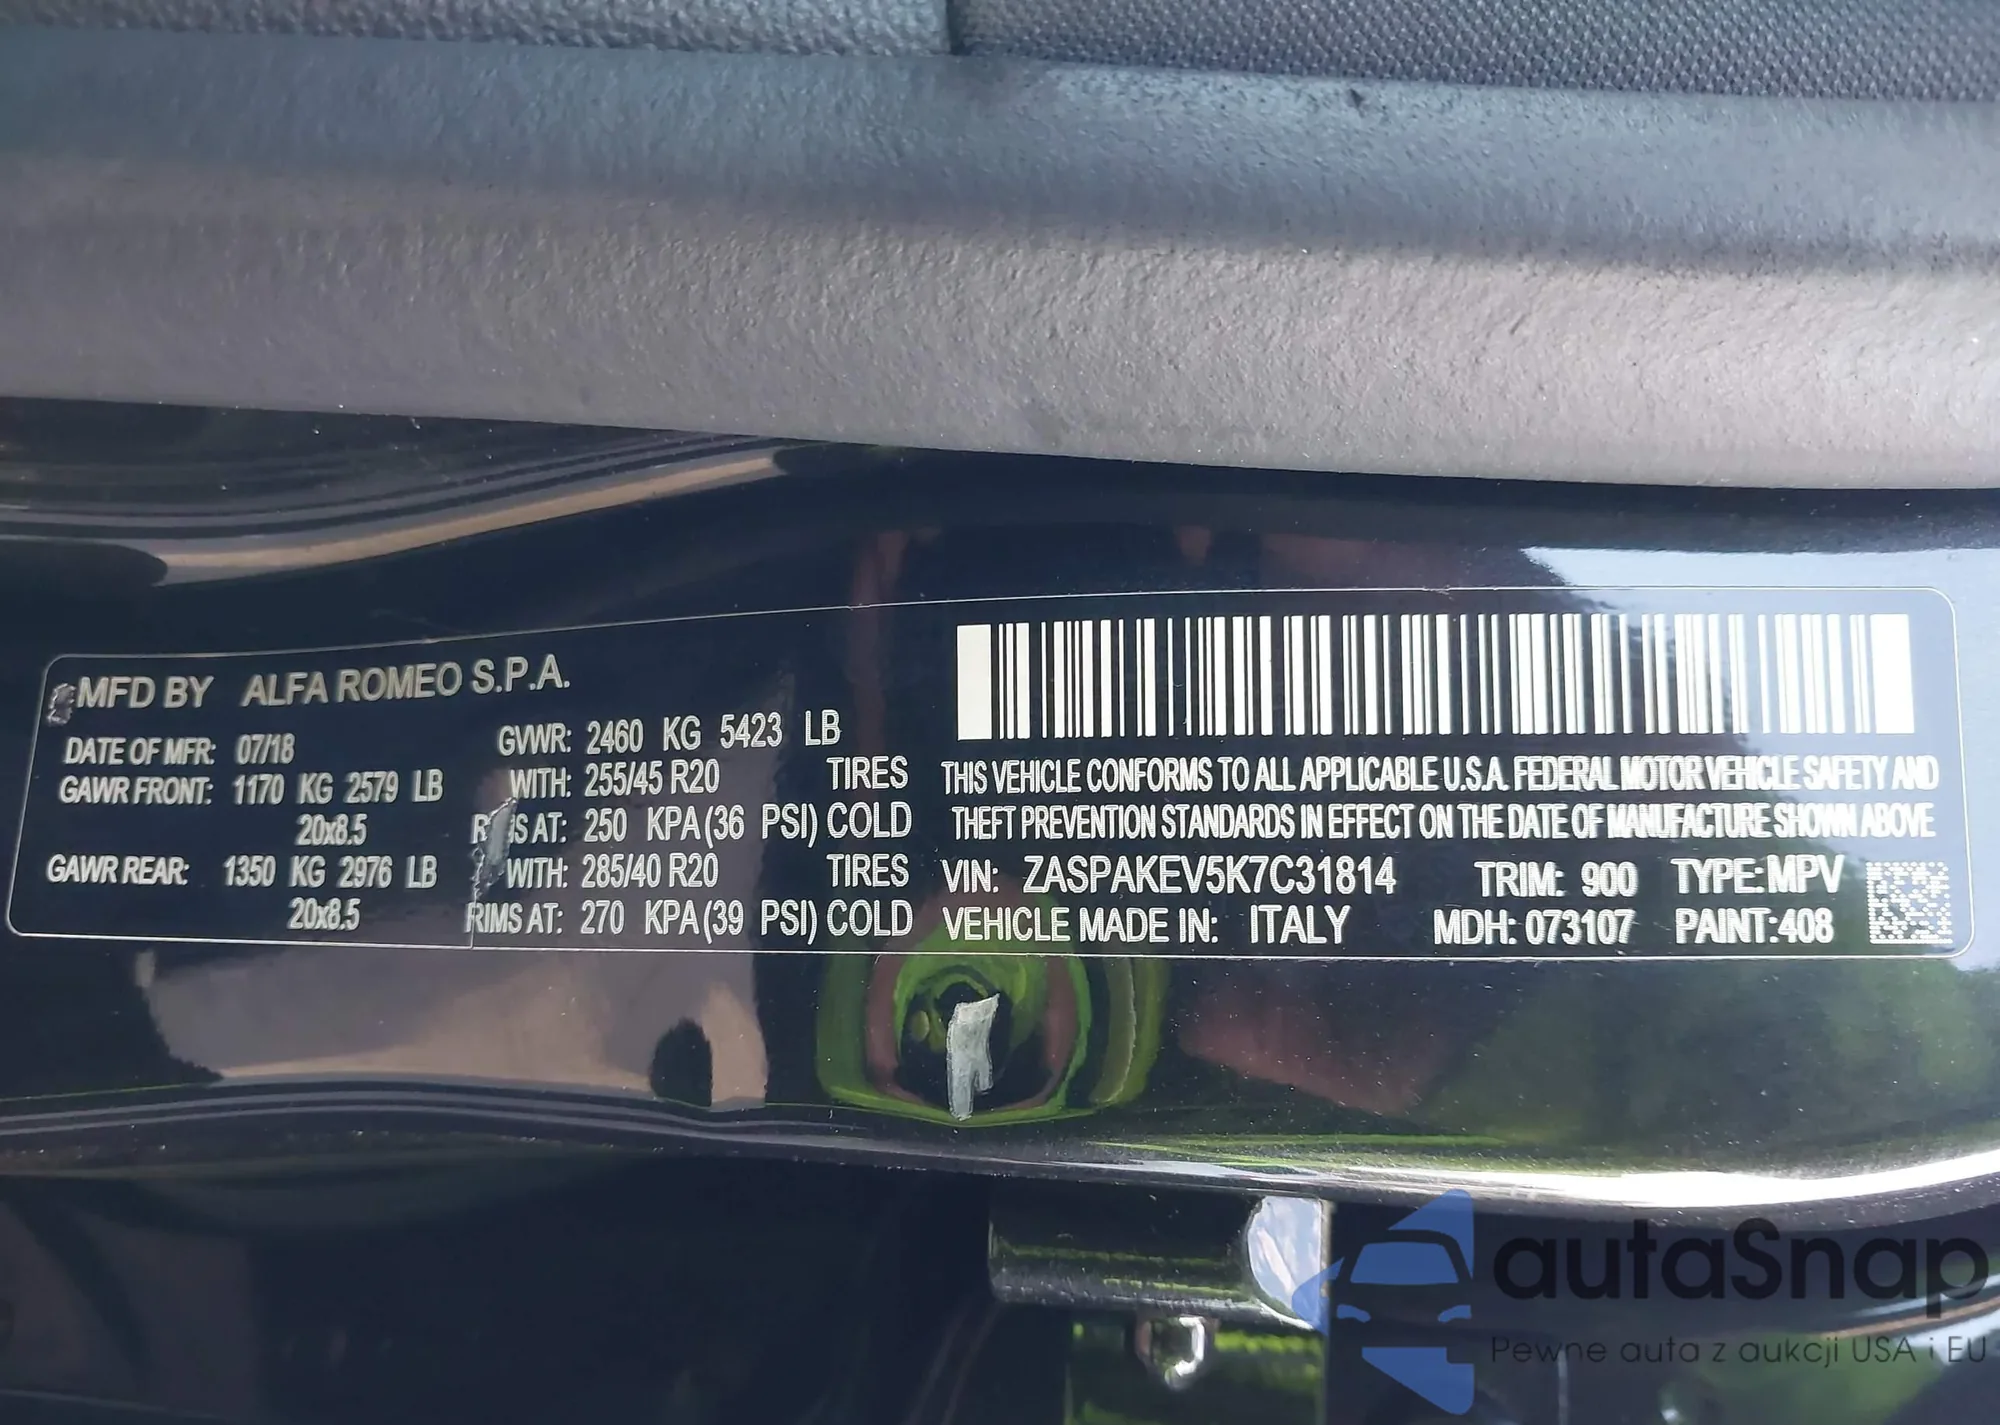 MFD BY ALFA ROMEO S.P.A.
DATE OF MFR: 07/18 GVWR: 2460 KG 5423 LB
GAWR FRONT: 1170 KG 2579 LB WITH: 255/45 R20 TIRES
20x8.5 RIMS AT: 250 KPA (36 PSI) COLD
GAWR REAR: 1350 KG 2976 LB WITH: 285/40 R20 TIRES
20x8.5 RIMS AT: 270 KPA (39 PSI) COLD
THIS VEHICLE CONFORMS TO ALL APPLICABLE U.S.A. FEDERAL MOTOR VEHICLE SAFETY AND
THEFT PREVENTION STANDARDS IN EFFECT ON THE DATE OF MANUFACTURE SHOWN ABOVE
VIN: ZASPAKEV5K7C31814 TRIM: 900 TYPE: MPV
VEHICLE MADE IN: ITALY MDH: 073107 PAINT: 408
autaSnap
Pewne auta z aukcji USA i EU